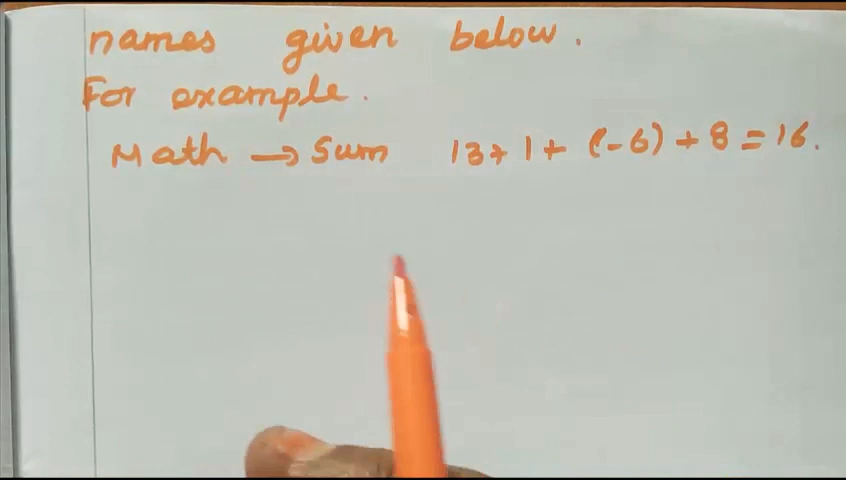 names given below.
For example.
Math → Sum 13+ 1 + (-6) + 8 = 16.